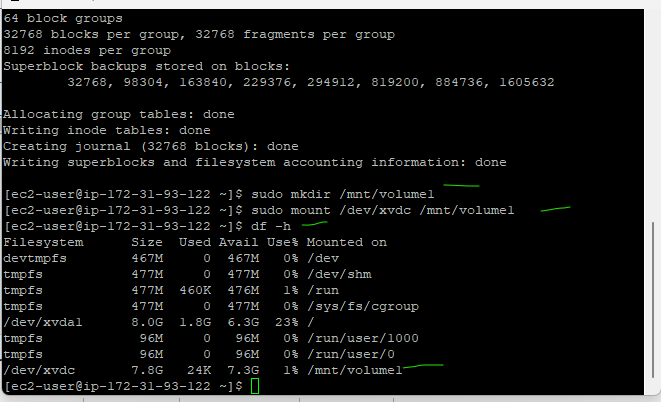 64 block groups
32768 blocks per group, 32768 fragments per group
8192 inodes per group
Superblock backups stored on blocks:
        32768, 98304, 163840, 229376, 294912, 819200, 884736, 1605632

Allocating group tables: done
Writing inode tables: done
Creating journal (32768 blocks): done
Writing superblocks and filesystem accounting information: done

[ec2-user@ip-172-31-93-122 ~]$ sudo mkdir /mnt/volume1
[ec2-user@ip-172-31-93-122 ~]$ sudo mount /dev/xvdc /mnt/volume1
[ec2-user@ip-172-31-93-122 ~]$ df -h
Filesystem      Size  Used Avail Use% Mounted on
devtmpfs        467M     0  467M   0% /dev
tmpfs           477M     0  477M   0% /dev/shm
tmpfs           477M  460K  476M   1% /run
tmpfs           477M     0  477M   0% /sys/fs/cgroup
/dev/xvda1      8.0G  1.8G  6.3G  23% /
tmpfs            96M     0   96M   0% /run/user/1000
tmpfs            96M     0   96M   0% /run/user/0
/dev/xvdc       7.8G   24K  7.3G   1% /mnt/volume1
[ec2-user@ip-172-31-93-122 ~]$